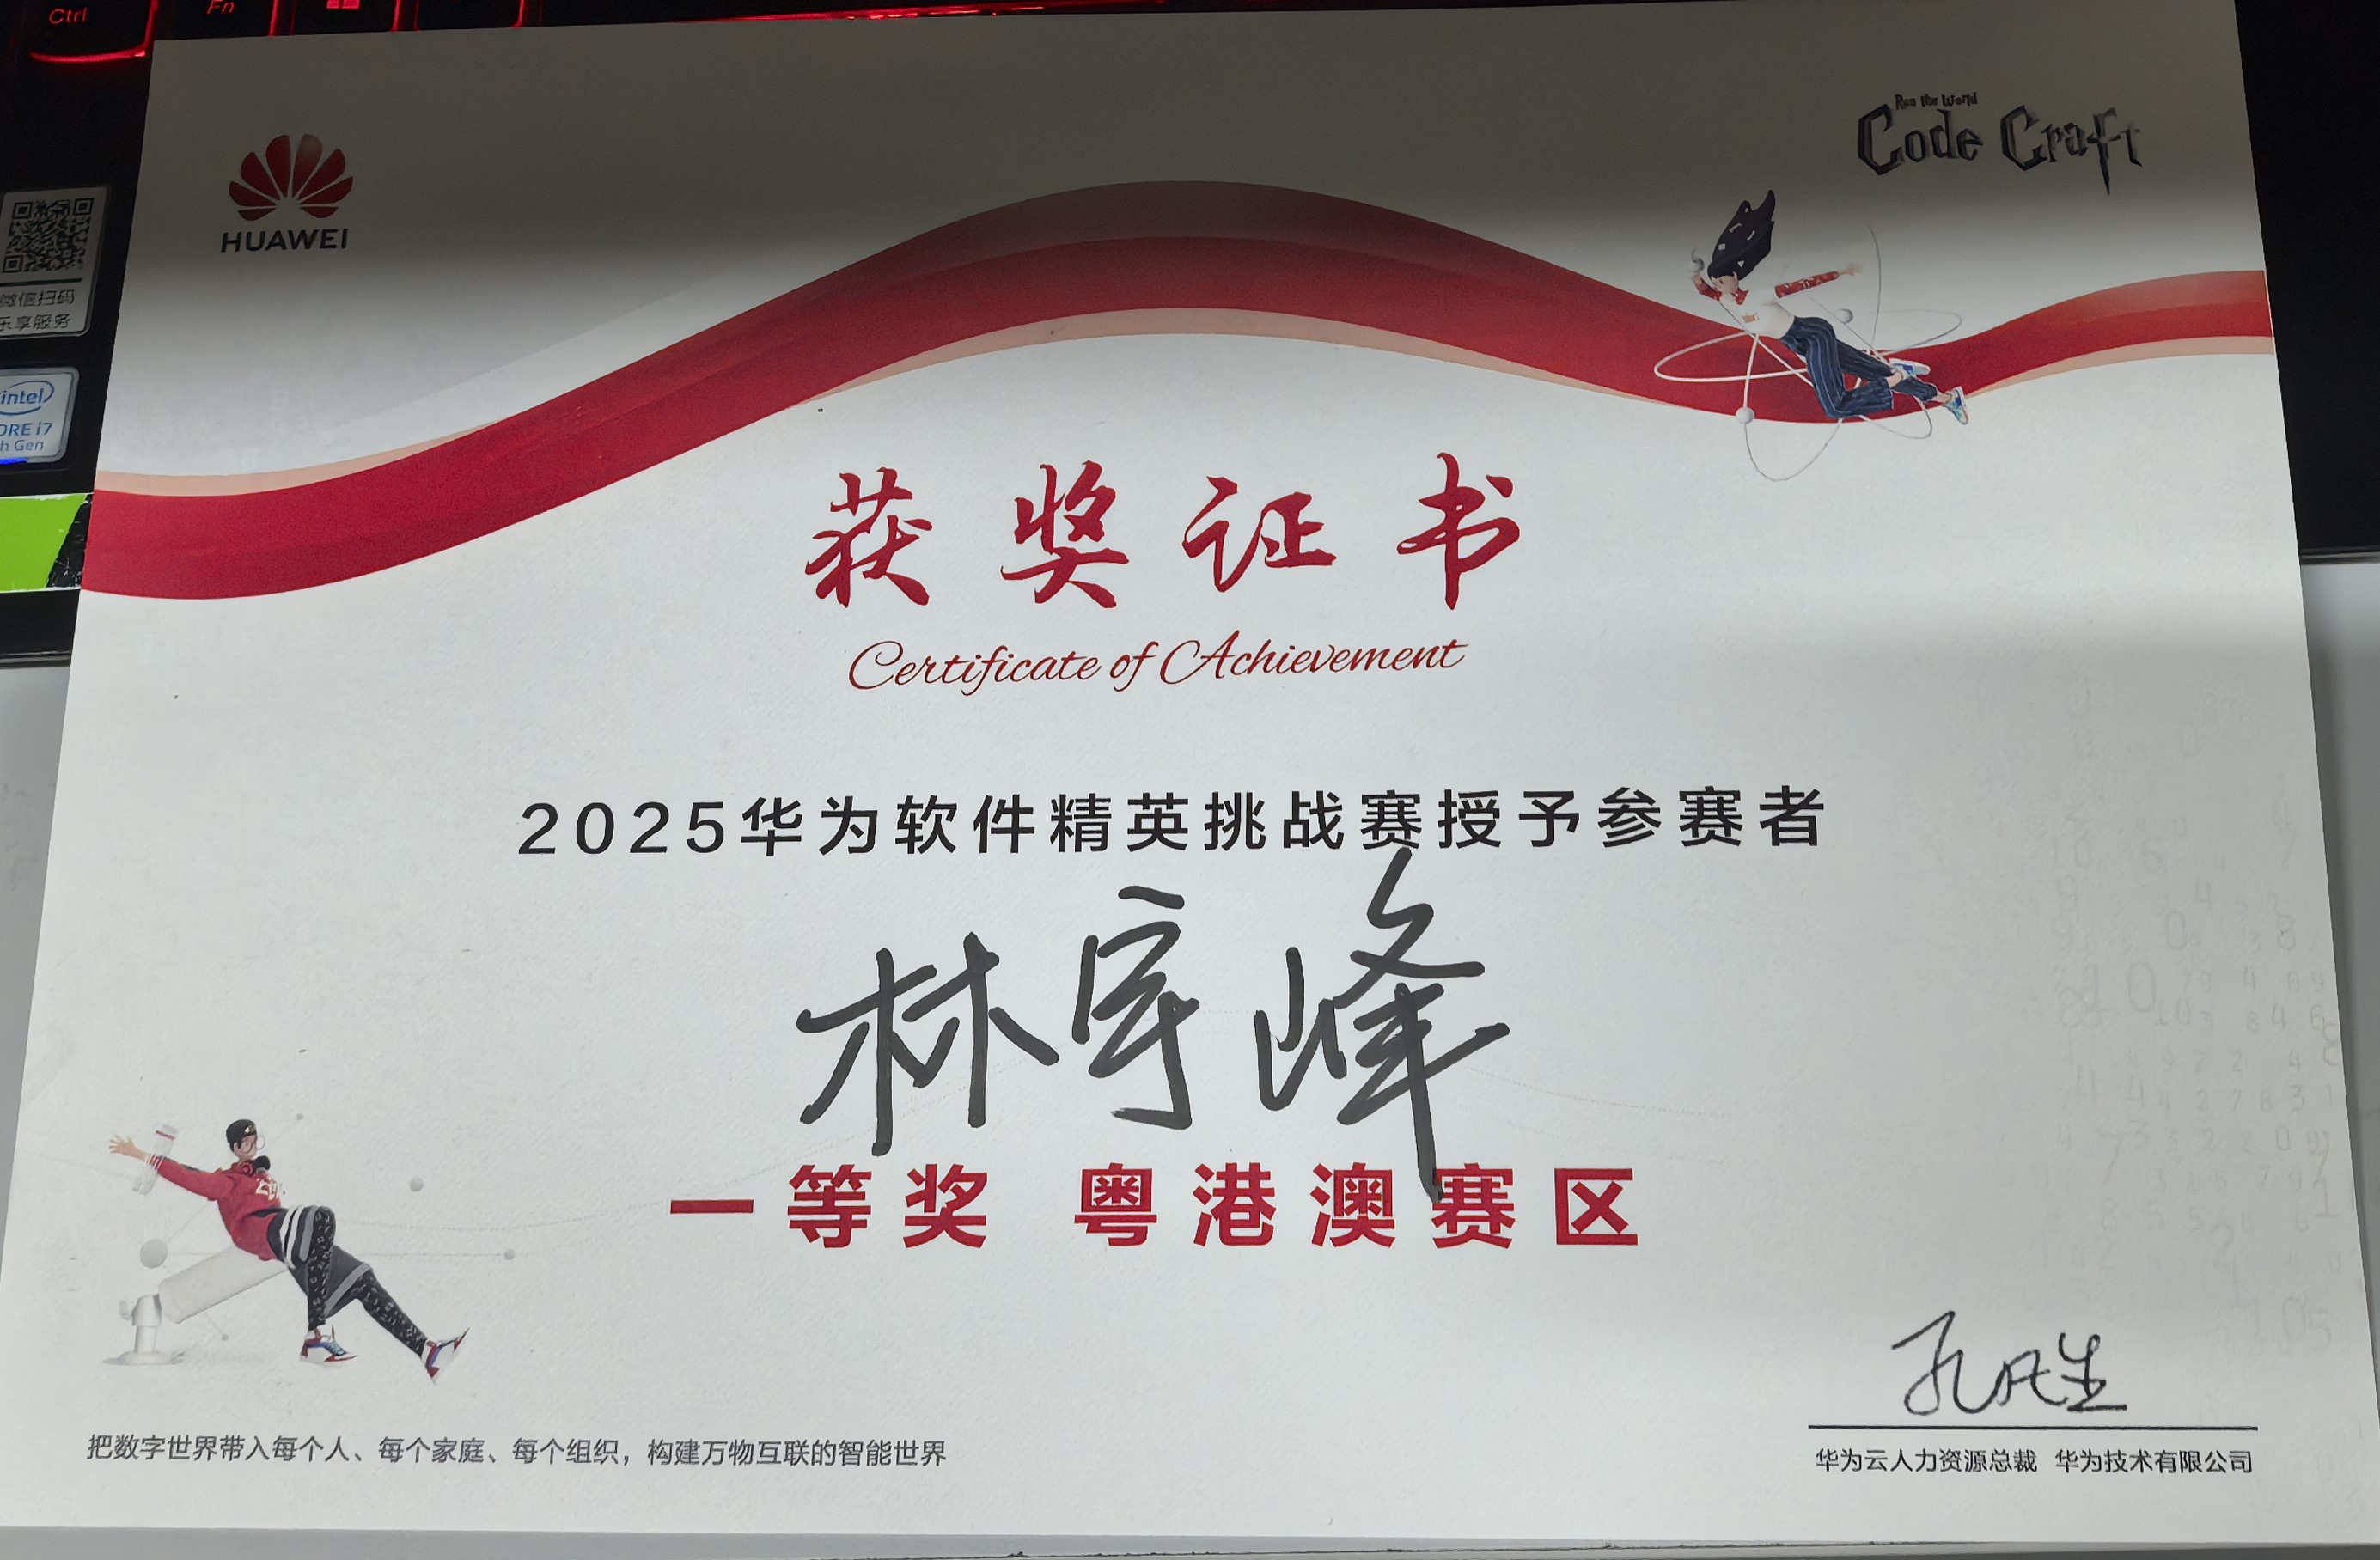 Ctrl
Fn
HUAWEI
Run the World
Code Craft
微信扫码
乐享服务
intel
CORE i7
th Gen
获奖证书
Certificate of Achievement
2025华为软件精英挑战赛授予参赛者
林宇峰
一等奖 粤港澳赛区
把数字世界带入每个人、每个家庭、每个组织，构建万物互联的智能世界
华为云人力资源总裁 华为技术有限公司